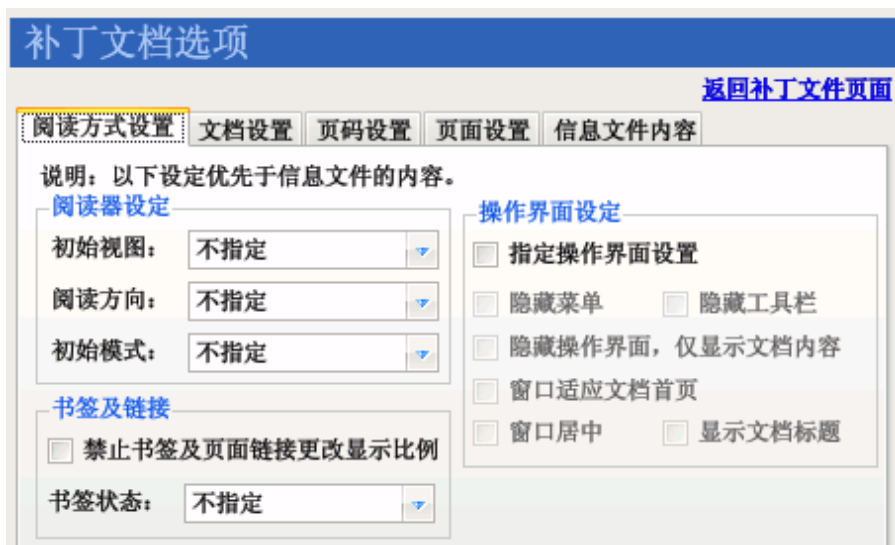 补丁文档选项
返回补丁文件页面
阅读方式设置 文档设置 页码设置 页面设置 信息文件内容
说明：以下设定优先于信息文件的内容。
阅读器设定
初始视图： 不指定
阅读方向： 不指定
初始模式： 不指定
书签及链接
禁止书签及页面链接更改显示比例
书签状态： 不指定
操作界面设定
指定操作界面设置
隐藏菜单 隐藏工具栏
隐藏操作界面，仅显示文档内容
窗口适应文档首页
窗口居中 显示文档标题